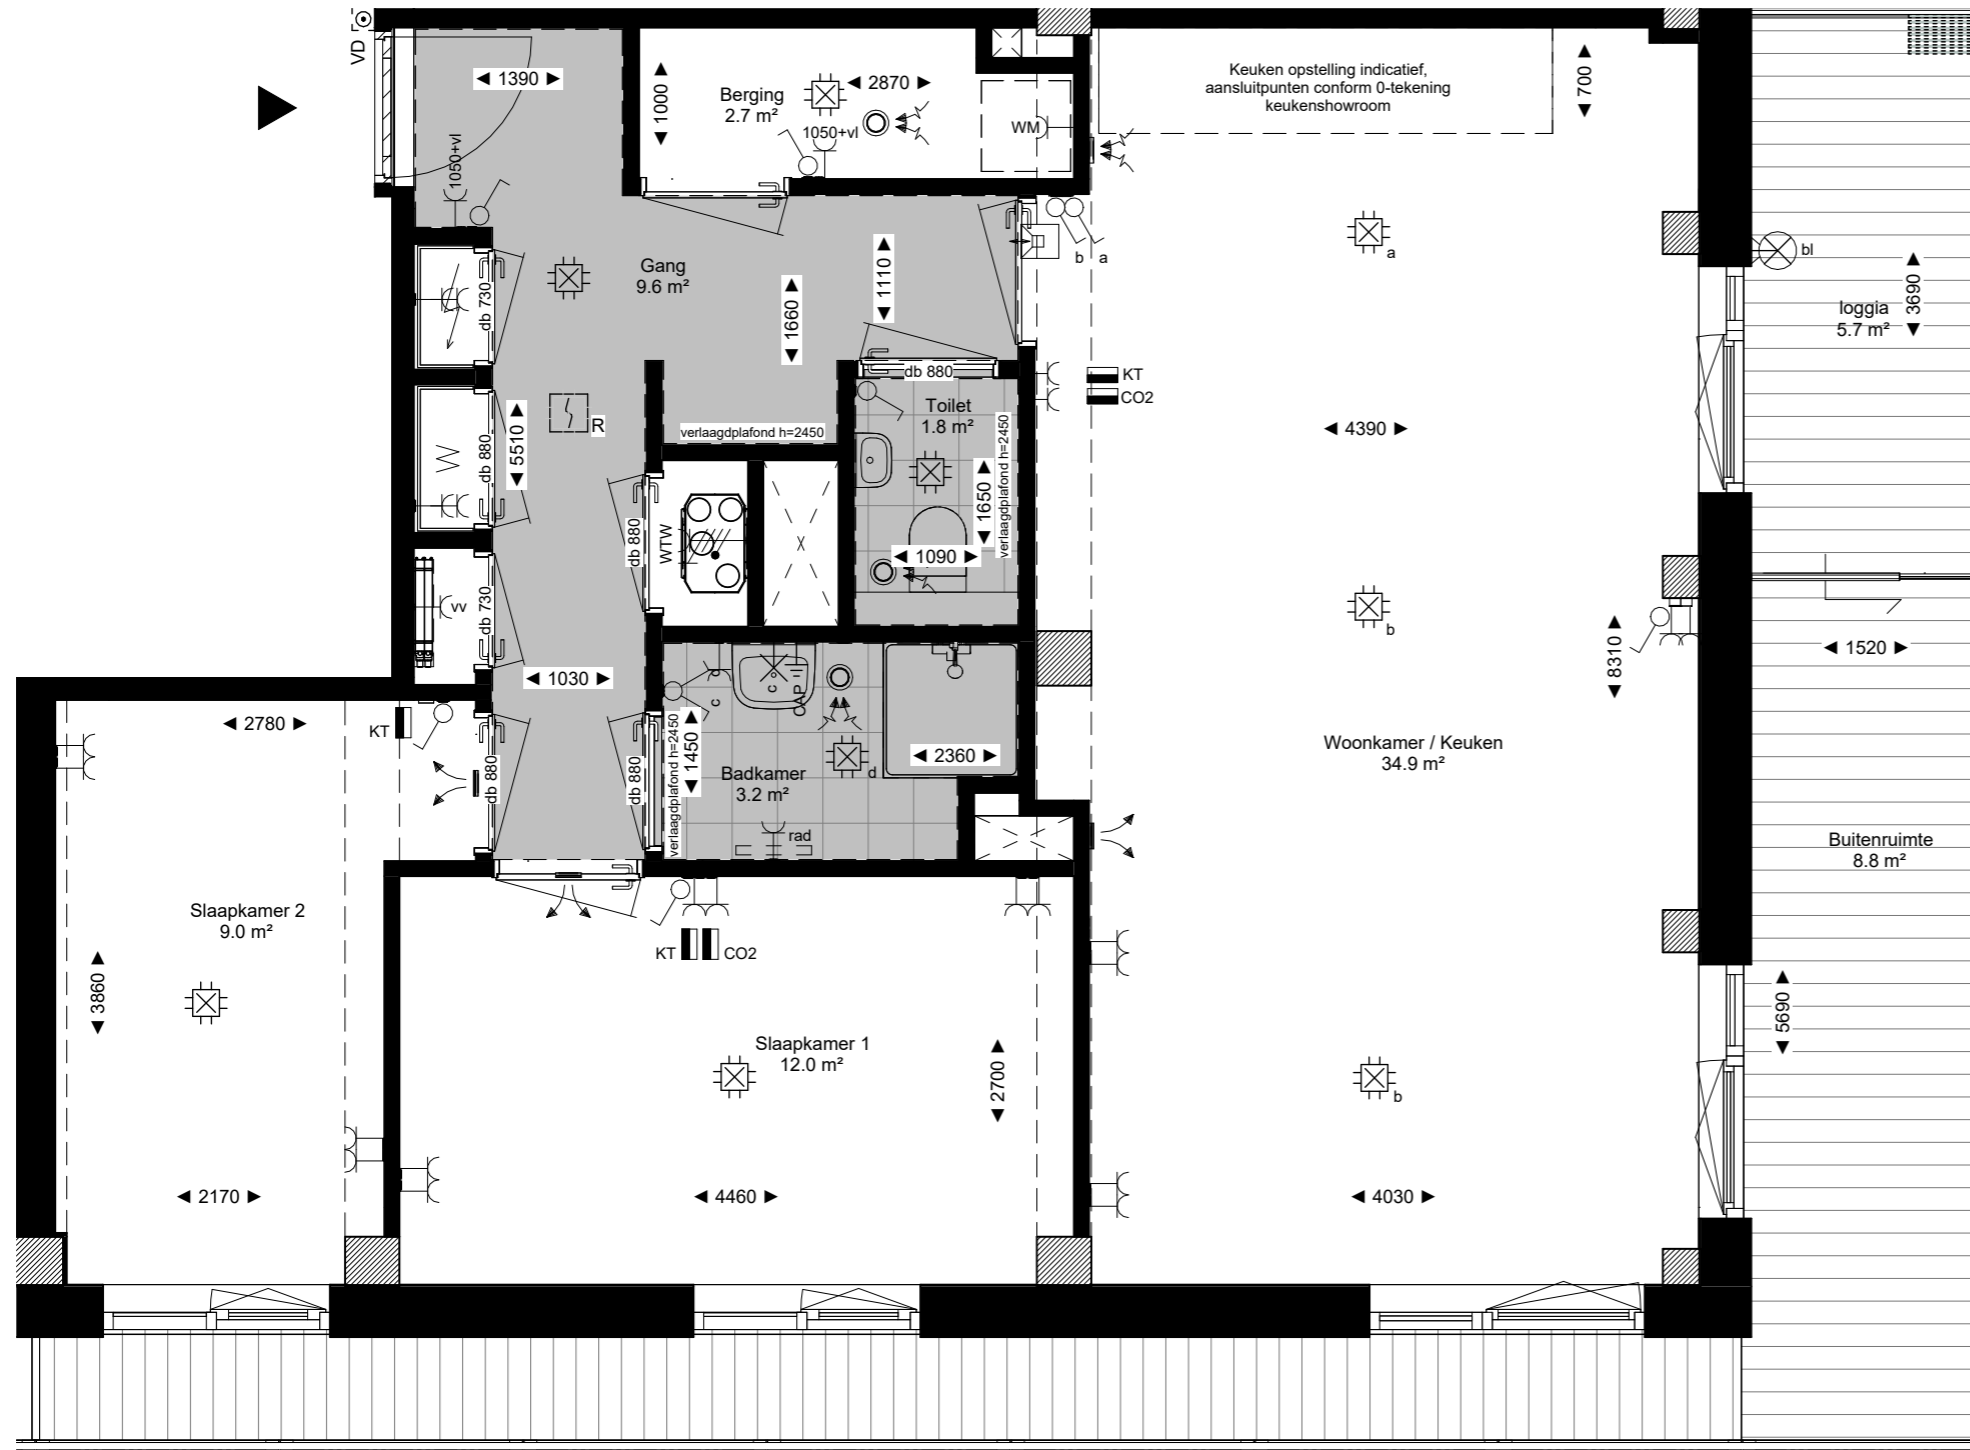 VD
◄ 1390 ►
◄ 1000 ►
Berging
2.7 m²
◄ 2870 ►
1050+vl
WM
Keuken opstelling indicatief,
aansluitpunten conform 0-tekening
keukenshowroom
◄ 700 ►
1050+vl
a
b
a
bl
loggia
5.7 m²
◄ 3690 ►
Gang
9.6 m²
◄ 1660 ►
◄ 1110 ►
db 730
db 880
KT
CO2
R
◄ 5510 ►
db 880
verlaagdplafond h=2450
Toilet
1.8 m²
verlaagdplafond h=2450
◄ 1650 ►
◄ 1090 ►
◄ 4390 ►
WTW
db 880
vv
db 730
◄ 1030 ►
b
◄ 8310 ►
◄ 1520 ►
◄ 2780 ►
KT
db 880
db 880
verlaagdplafond h=2450
◄ 1450 ►
d
c
c
CAP
Badkamer
3.2 m²
d
◄ 2360 ►
rad
Woonkamer / Keuken
34.9 m²
Buitenruimte
8.8 m²
Slaapkamer 2
9.0 m²
◄ 3860 ►
KT
CO2
Slaapkamer 1
12.0 m²
◄ 2700 ►
b
◄ 5690 ►
◄ 2170 ►
◄ 4460 ►
◄ 4030 ►